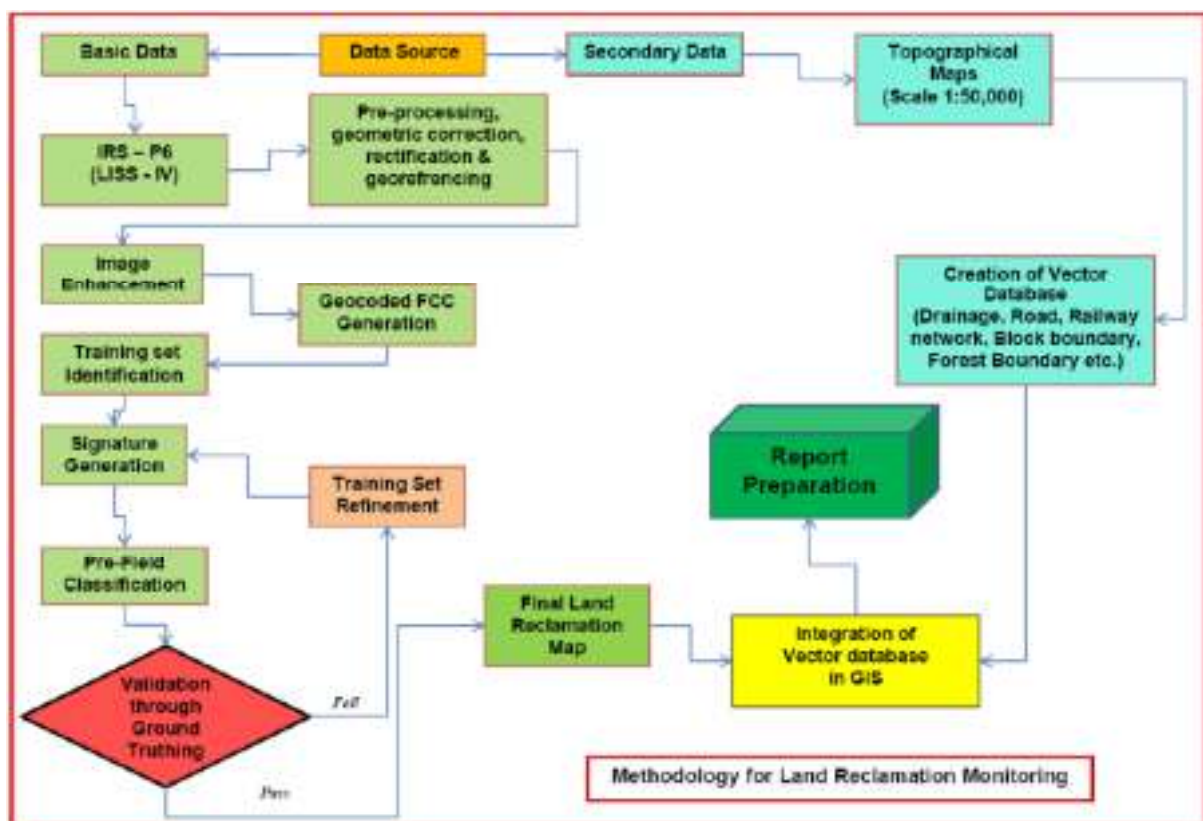 Basic Data
Data Source
Secondary Data
Topographical
Maps
(Scale 1:50,000)
IRS – P6
(LISS - IV)
Pre-processing,
geometric correction,
rectification &
georefrencing
Image
Enhancement
Geocoded FCC
Generation
Creation of Vector
Database
(Drainage, Road, Railway
network, Block boundary,
Forest Boundary etc.)
Training set
Identification
Signature
Generation
Training Set
Refinement
Report
Preparation
Pre-Field
Classification
Final Land
Reclamation
Map
Integration of
Vector database
in GIS
Validation
through
Ground
Truthing
Fail
Pass
Methodology for Land Reclamation Monitoring